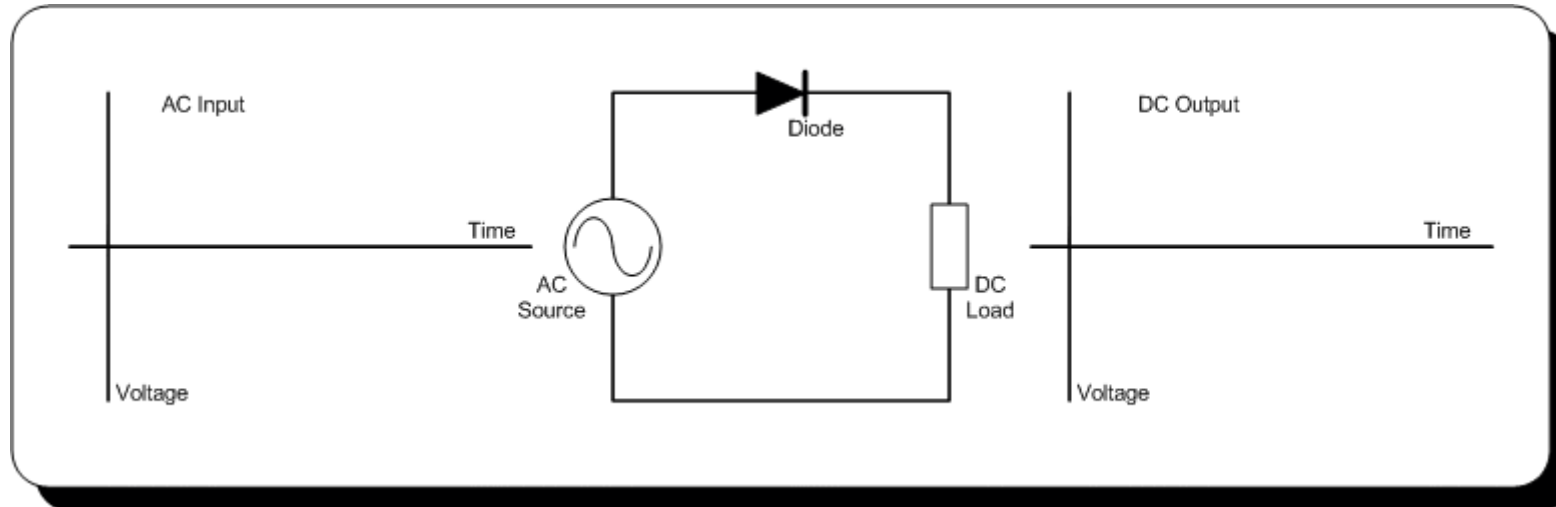 AC Input
Time
Voltage
Diode
AC
Source
DC
Load
DC Output
Time
Voltage